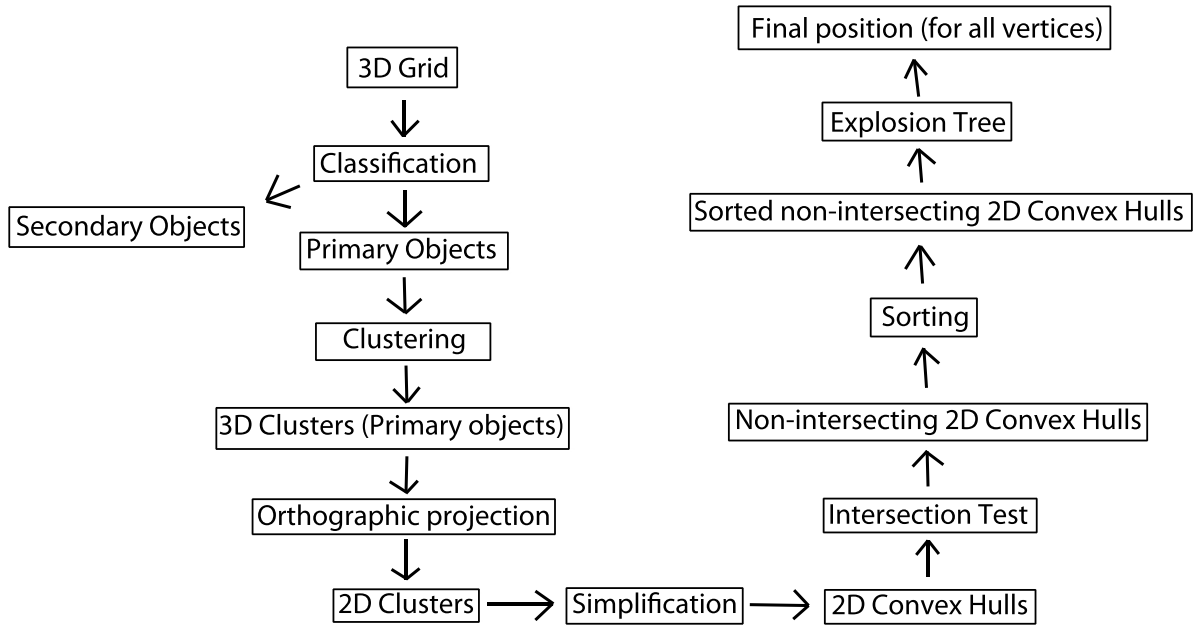 3D Grid
Classification
Secondary Objects
Primary Objects
Clustering
3D Clusters (Primary objects)
Orthographic projection
2D Clusters
Simplification
2D Convex Hulls
Intersection Test
Non-intersecting 2D Convex Hulls
Sorting
Sorted non-intersecting 2D Convex Hulls
Explosion Tree
Final position (for all vertices)